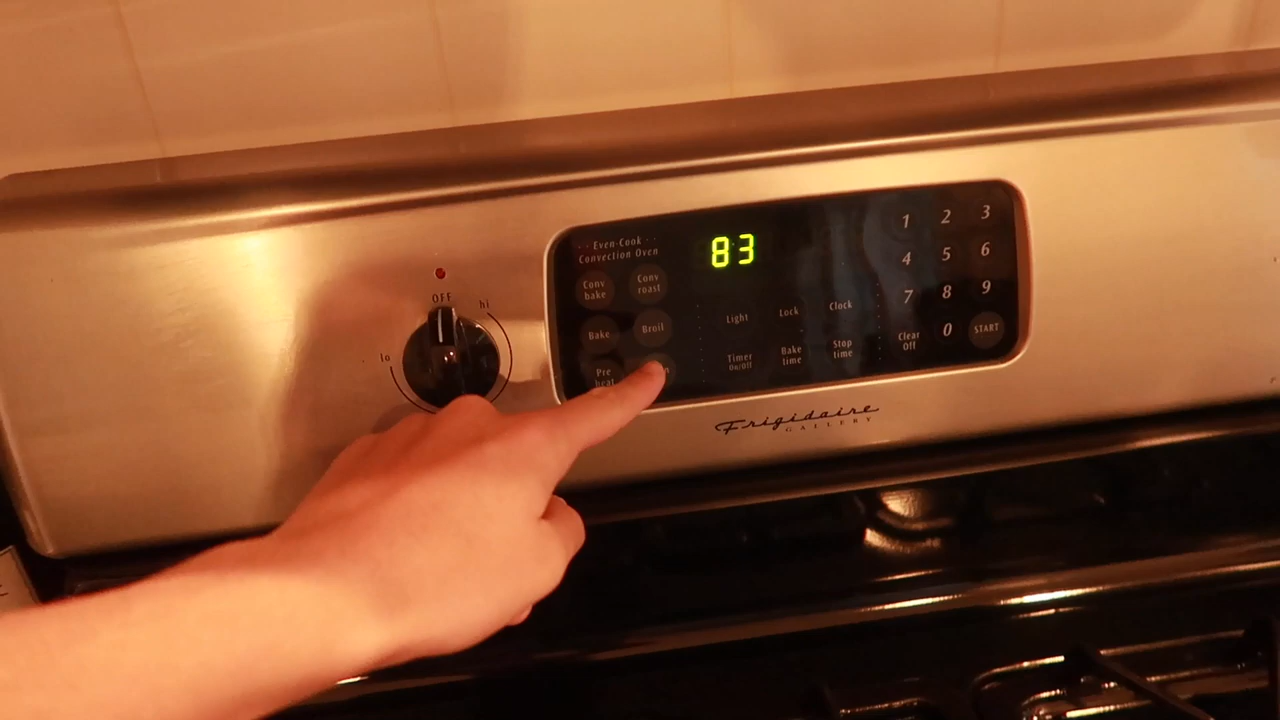 Even-Cook
Convection Oven
Conv
bake
Conv
roast
Bake
Broil
Pre
heat
83
Light
Lock
Clock
Timer
On/Off
Bake
time
Stop
time
1 2 3
4 5 6
7 8 9
Clear
Off
0
START
OFF
hi
lo
Frigidaire
GALLERY